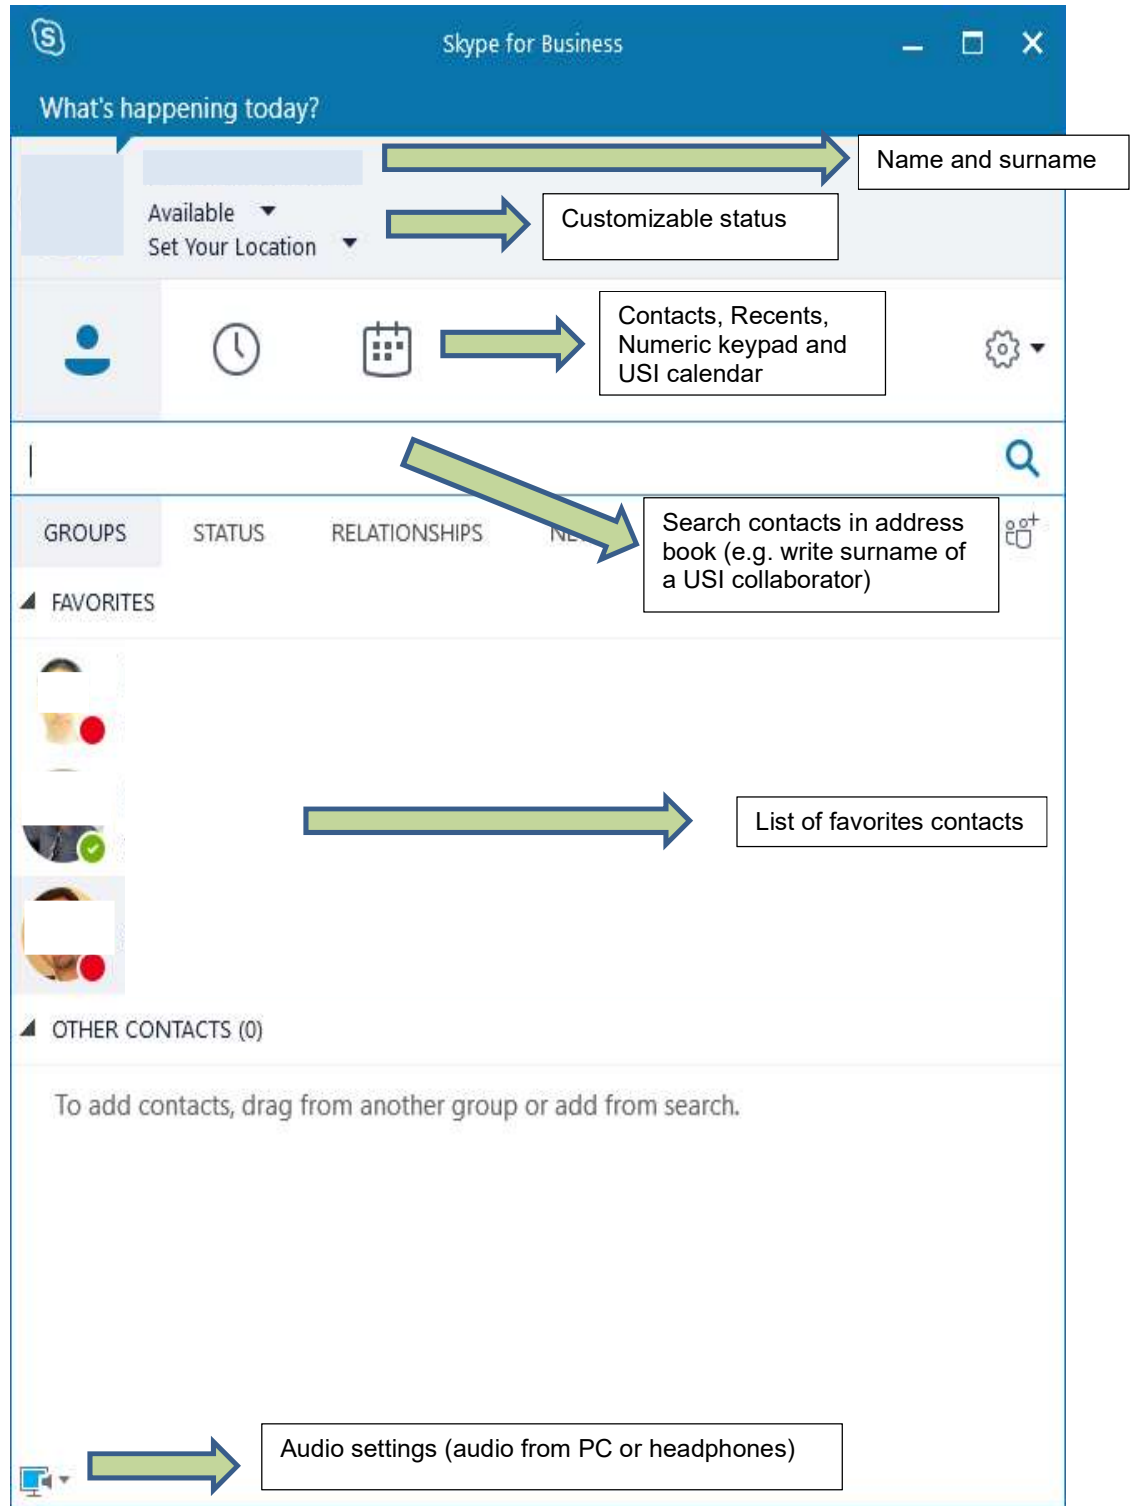 Skype for Business
What's happening today?
Name and surname
Available
Customizable status
Set Your Location
Contacts, Recents,
Numeric keypad and
USI calendar
GROUPS STATUS RELATIONSHIPS
Search contacts in address
book (e.g. write surname of
a USI collaborator)
FAVORITES
List of favorites contacts
OTHER CONTACTS (0)
To add contacts, drag from another group or add from search.
Audio settings (audio from PC or headphones)